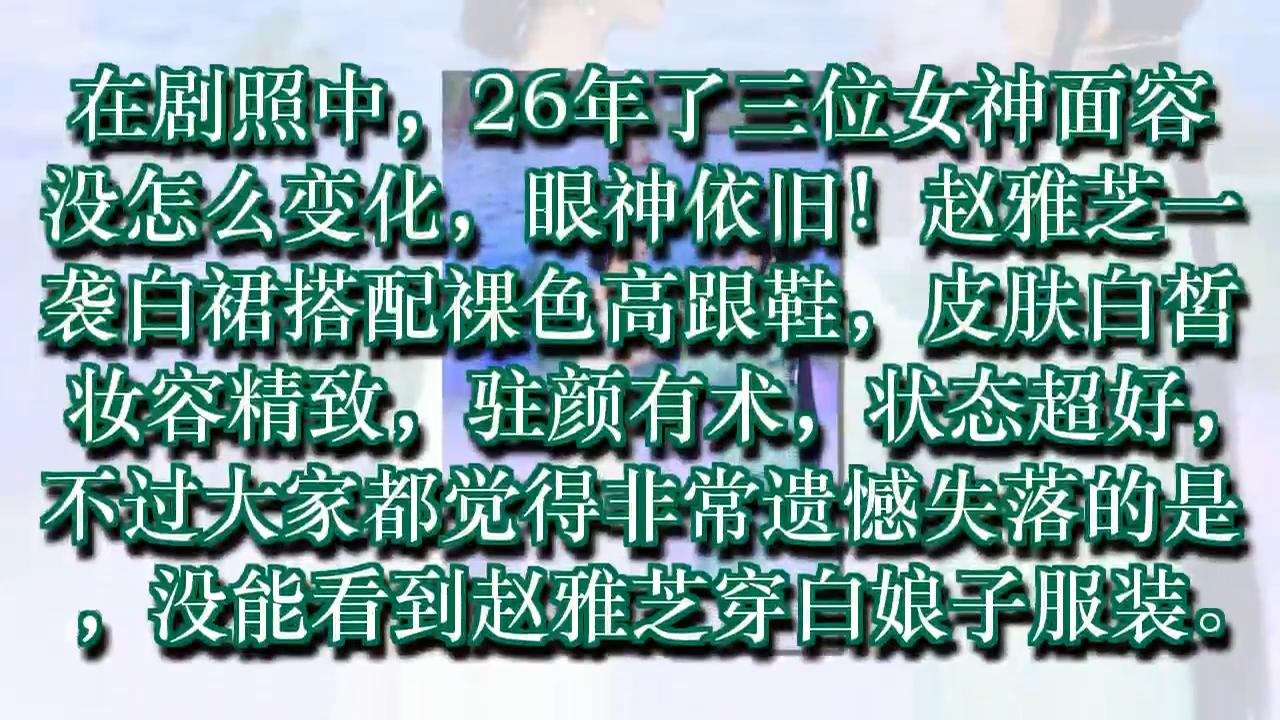 在剧照中，26年了三位女神面容
没怎么变化，眼神依旧！赵雅芝一
袭白裙搭配裸色高跟鞋，皮肤白皙
妆容精致，驻颜有术，状态超好，
不过大家都觉得非常遗憾失落的是
，没能看到赵雅芝穿白娘子服装。